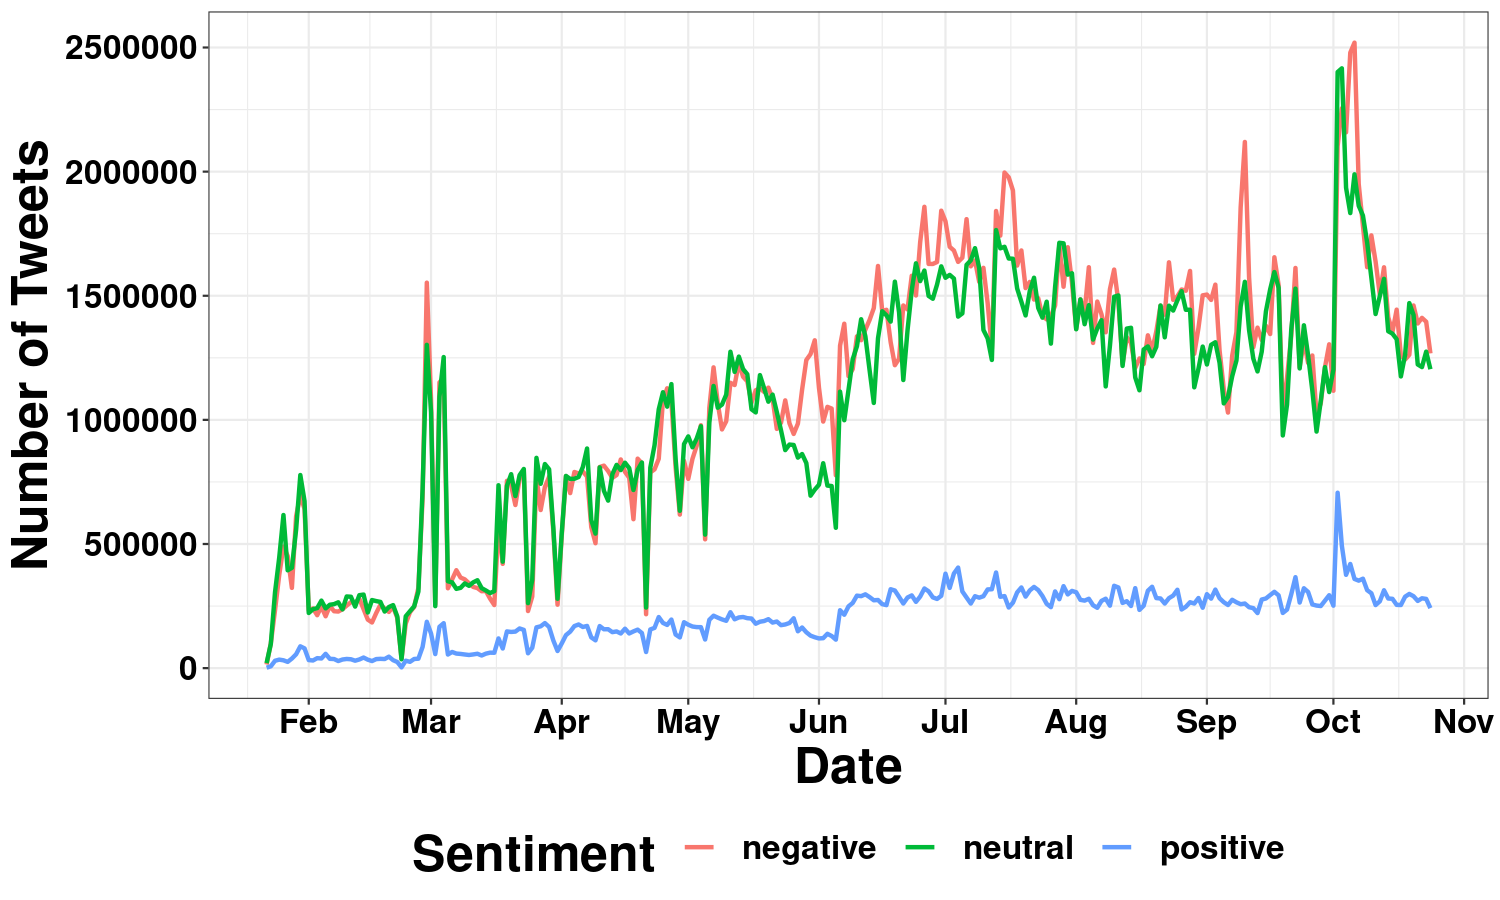 2500000
2000000
1500000
1000000
500000
0
Number of Tweets
Feb Mar Apr May Jun Jul Aug Sep Oct Nov
Date
Sentiment negative neutral positive